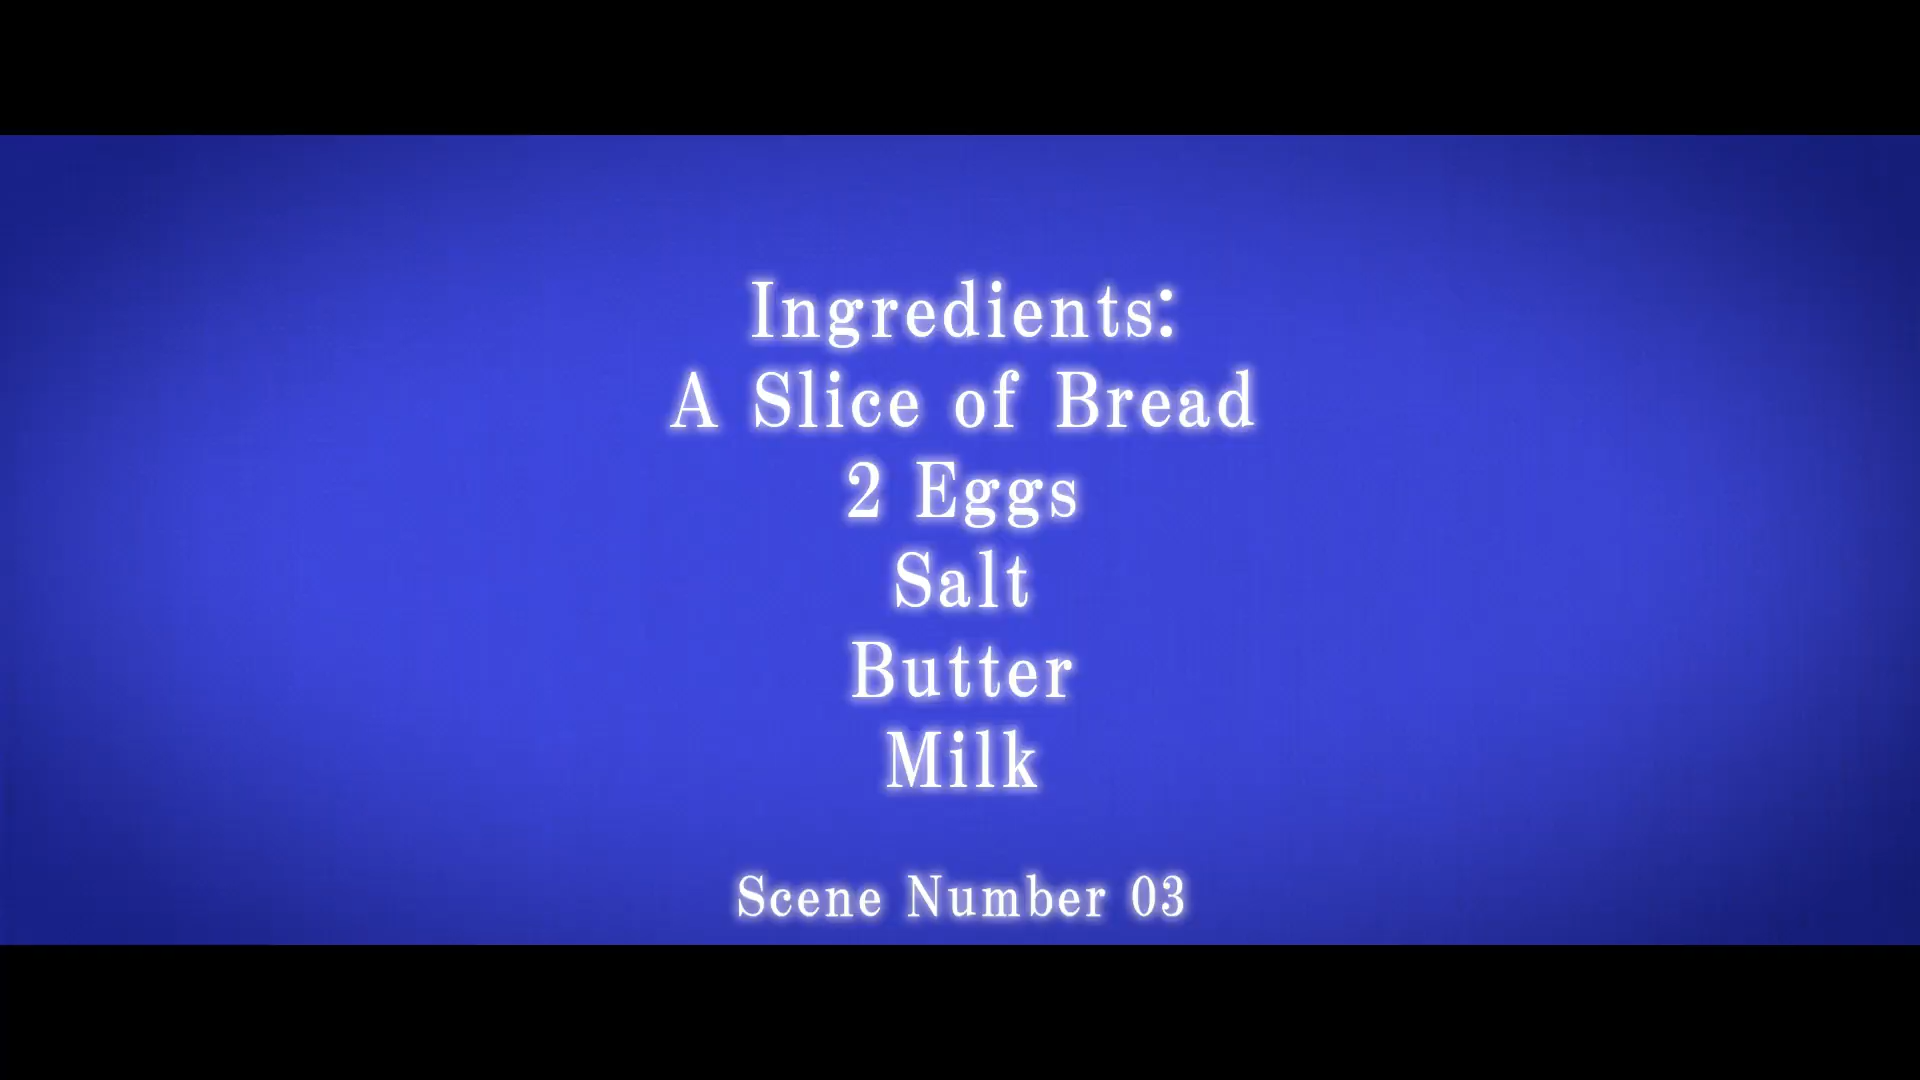 Ingredients:
A Slice of Bread
2 Eggs
Salt
Butter
Milk
Scene Number 03